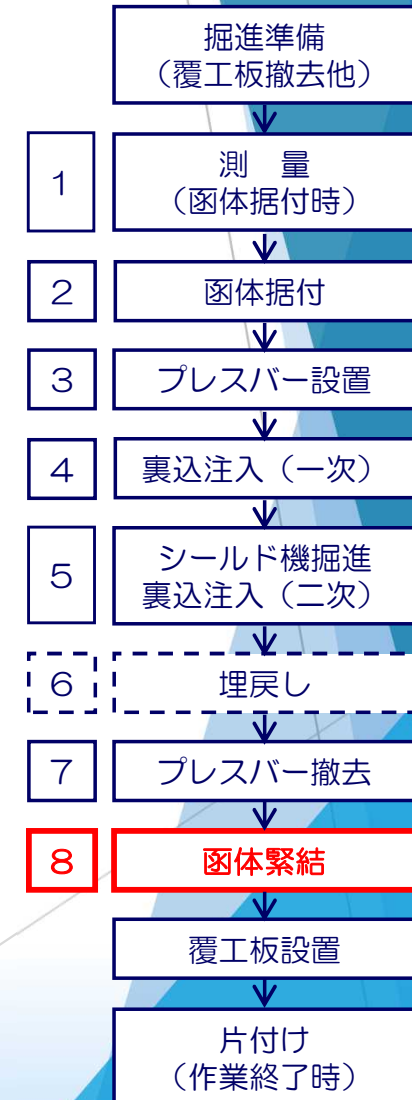 掘進準備
（覆工板撤去他）
１
測　量
（函体据付時）
２
函体据付
３
プレスバー設置
４
裏込注入（一次）
５
シールド機掘進
裏込注入（二次）
６
埋戻し
７
プレスバー撤去
８
函体緊結
覆工板設置
片付け
（作業終了時）